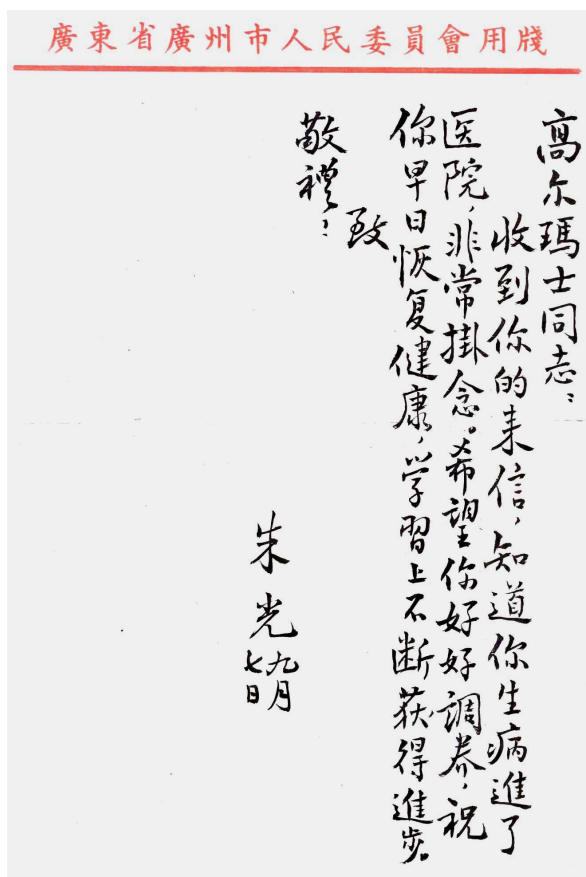 廣東省廣州市人民委員會用牋
高尔瑪士同志：
收到你的来信，知道你生病進了
医院，非常掛念。希望你好好調养，祝
你早日恢复健康，学習上不断获得進步。
致
敬禮！
朱光
九月
七日